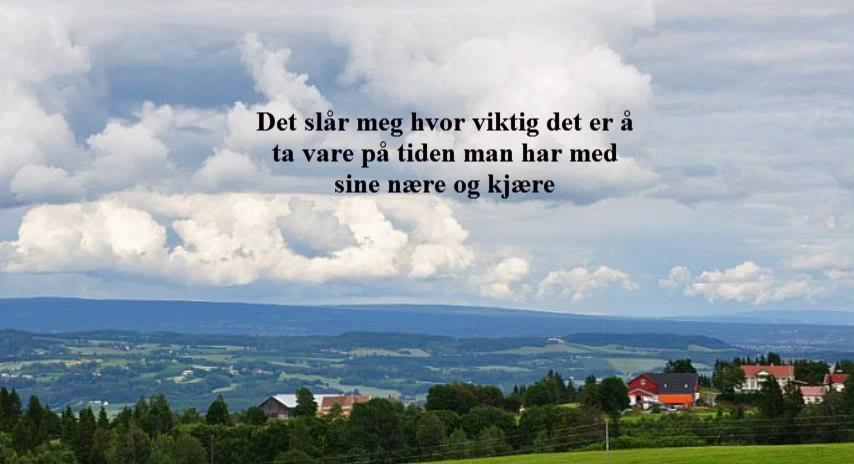 Det slår meg hvor viktig det er å
ta vare på tiden man har med
sine nære og kjære